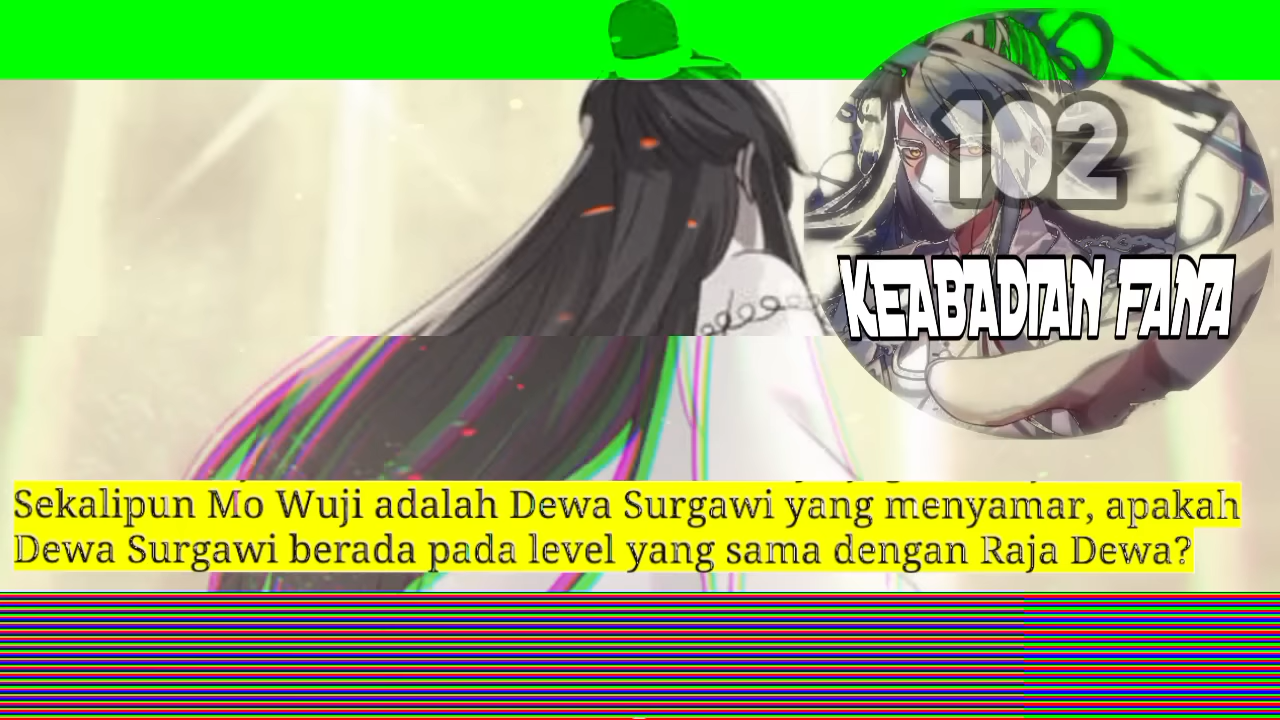 102
KEABADIAN FANA
Sekalipun Mo Wuji adalah Dewa Surgawi yang menyamar, apakah
Dewa Surgawi berada pada level yang sama dengan Raja Dewa?